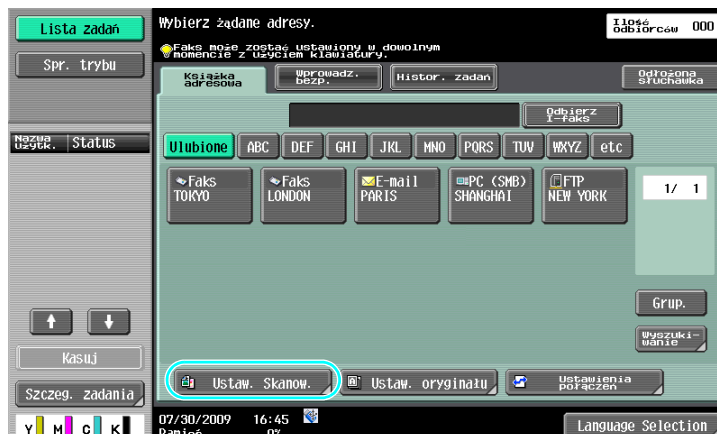 Lista zadań
Spr. trybu
Nazwa użytk.
Status
Kasuj
Szczeg. zadania
Y M C K
Wybierz żądane adresy.
Faks może zostać ustawiony w dowolnym
momencie z użyciem klawiatury.
Ilość
odbiorców 000
Książka
adresowa
Wprowadz.
bezp.
Histor. zadań
Odłożona
słuchawka
Odbierz
I-faks
Ulubione ABC DEF GHI JKL MNO PQRS TUV WXYZ etc
Faks
TOKYO
Faks
LONDON
E-mail
PARIS
PC (SMB)
SHANGHAI
FTP
NEW YORK
1/ 1
Grup.
Wyszuki-
wanie
Ustaw. Skanow.
Ustaw. oryginału
Ustawienia
połączeń
07/30/2009 16:45
Pamięć 0%
Language Selection